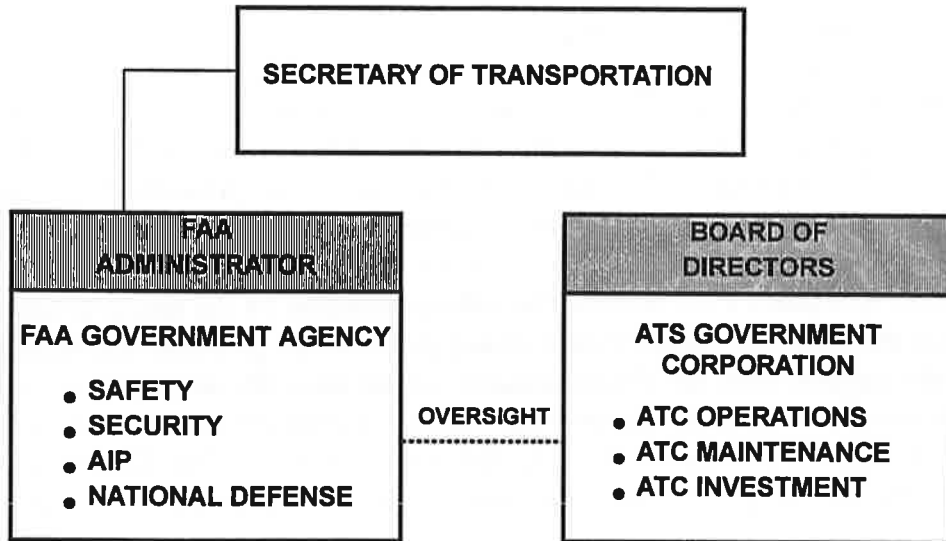 SECRETARY OF TRANSPORTATION
FAA
ADMINISTRATOR
FAA GOVERNMENT AGENCY
• SAFETY
• SECURITY
• AIP
• NATIONAL DEFENSE
OVERSIGHT
BOARD OF
DIRECTORS
ATS GOVERNMENT
CORPORATION
• ATC OPERATIONS
• ATC MAINTENANCE
• ATC INVESTMENT